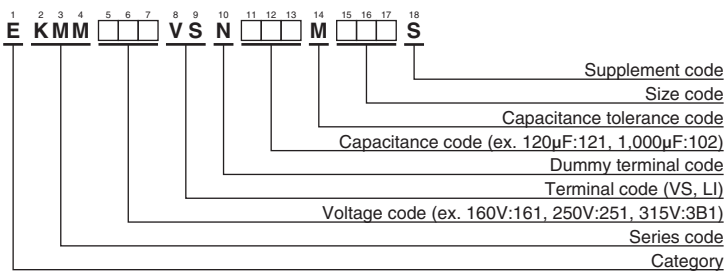 1 2 3 4 5 6 7 8 9 10 11 12 13 14 15 16 17 18
E KMM □□□ VS N □□□ M □□□ S
Supplement code
Size code
Capacitance tolerance code
Capacitance code (ex. 120μF:121, 1,000μF:102)
Dummy terminal code
Terminal code (VS, LI)
Voltage code (ex. 160V:161, 250V:251, 315V:3B1)
Series code
Category